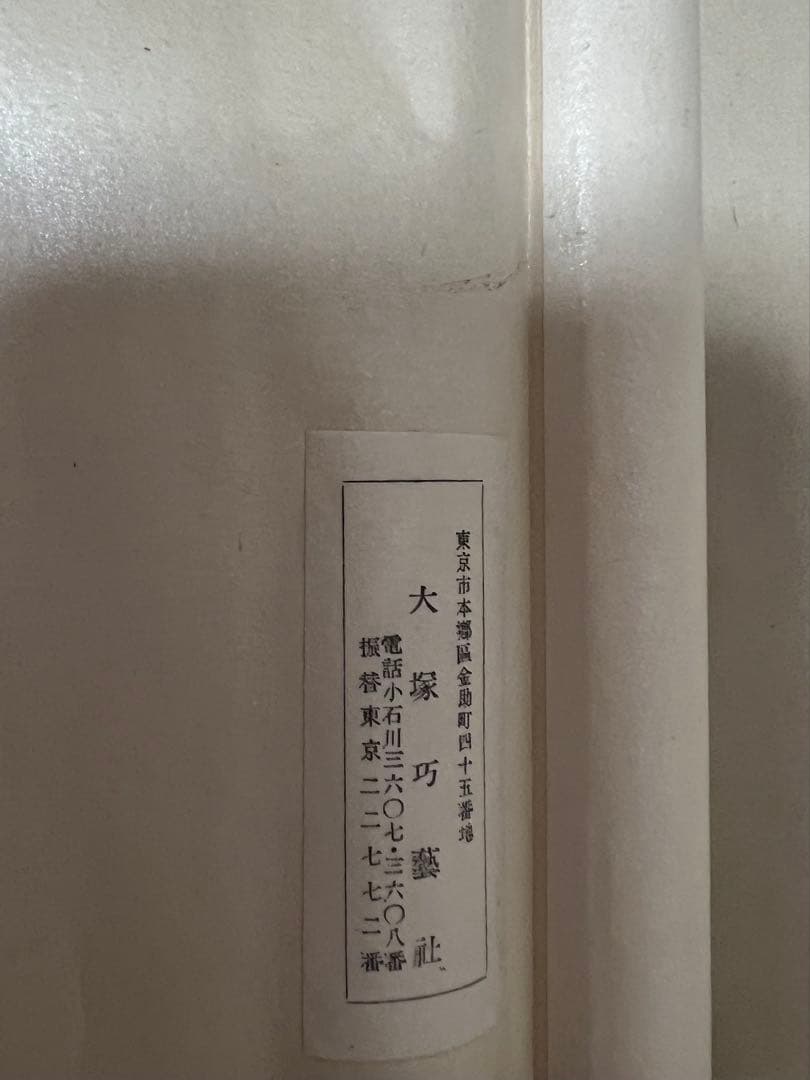 東京市本鄕區金助町四十五番地
大塚巧藝社
電話小石川三六〇七・三六〇八番
振替東京二二七七二番